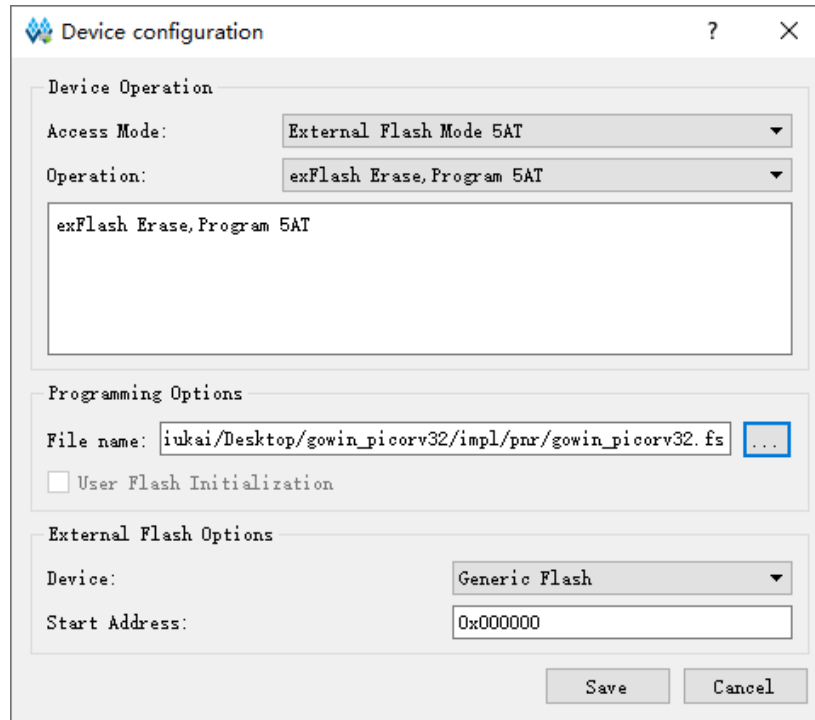 Device configuration ? ×
Device Operation
Access Mode: External Flash Mode 5AT
Operation: exFlash Erase,Program 5AT
exFlash Erase,Program 5AT
Programming Options
File name: iukai/Desktop/gowin_picorv32/impl/pnr/gowin_picorv32.fs ...
User Flash Initialization
External Flash Options
Device: Generic Flash
Start Address: 0x000000
Save Cancel